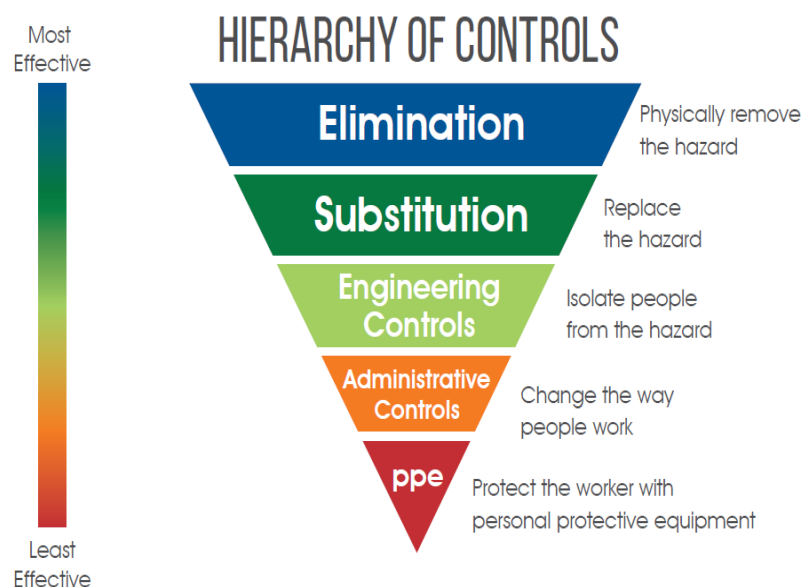 HIERARCHY OF CONTROLS
Most
Effective
Elimination
Physically remove
the hazard
Substitution
Replace
the hazard
Engineering
Controls
Isolate people
from the hazard
Administrative
Controls
Change the way
people work
ppe
Protect the worker with
personal protective equipment
Least
Effective